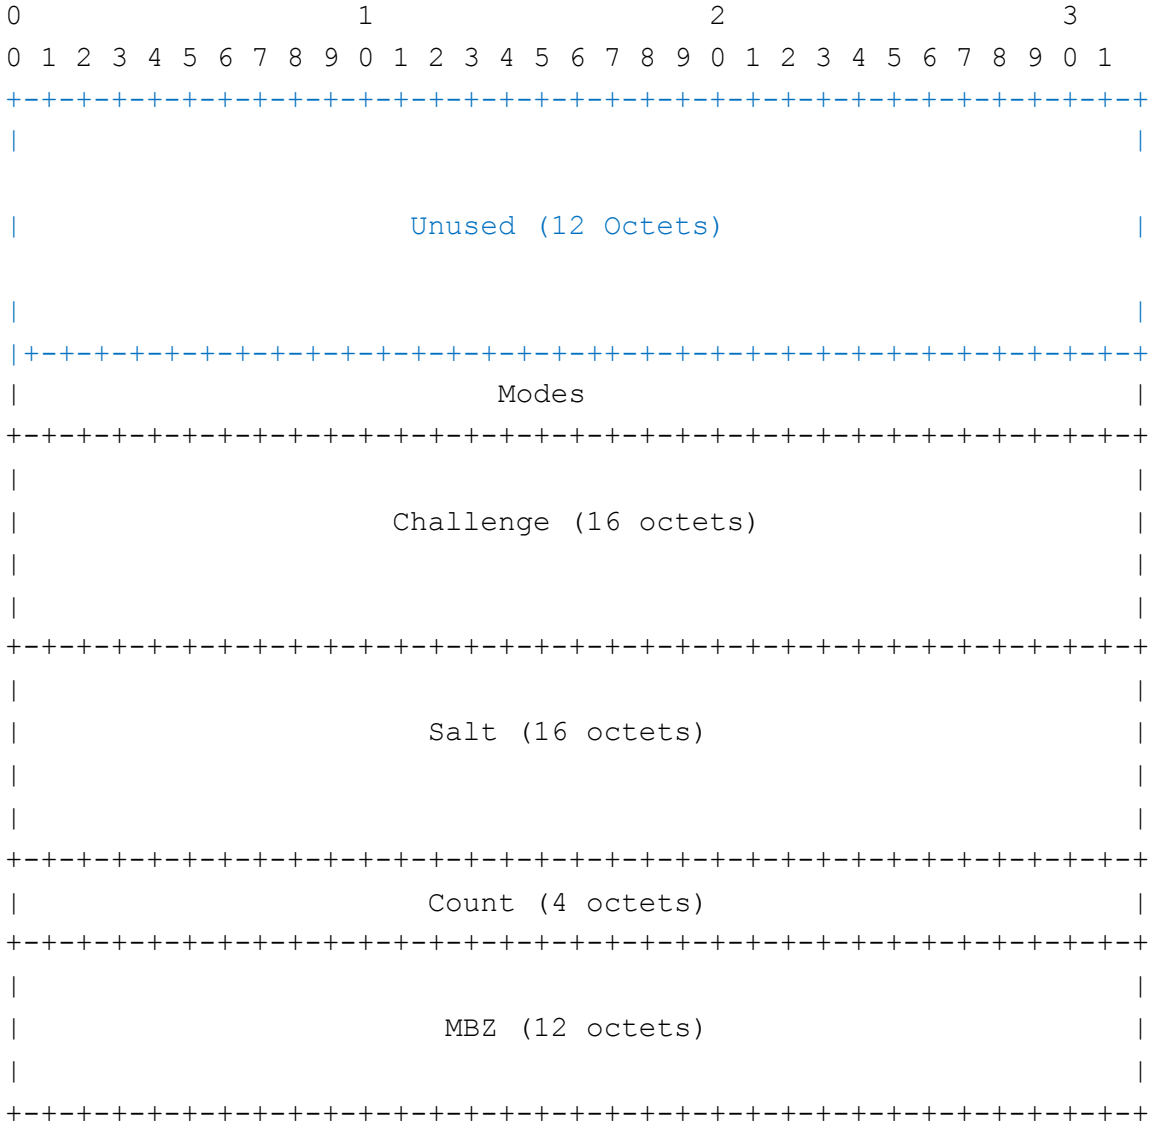 0                   1                   2                   3
0 1 2 3 4 5 6 7 8 9 0 1 2 3 4 5 6 7 8 9 0 1 2 3 4 5 6 7 8 9 0 1
+-+-+-+-+-+-+-+-+-+-+-+-+-+-+-+-+-+-+-+-+-+-+-+-+-+-+-+-+-+-+-+-+
|                                                               |
|                      Unused (12 Octets)                       |
|                                                               |
|+-+-+-+-+-+-+-+-+-+-+-+-+-+-+-+-++-+-+-+-+-+-+-+-+-+-+-+-+-+-+-+
|                           Modes                               |
+-+-+-+-+-+-+-+-+-+-+-+-+-+-+-+-+-+-+-+-+-+-+-+-+-+-+-+-+-+-+-+-+
|                                                               |
|                     Challenge (16 octets)                     |
|                                                               |
|                                                               |
+-+-+-+-+-+-+-+-+-+-+-+-+-+-+-+-+-+-+-+-+-+-+-+-+-+-+-+-+-+-+-+-+
|                                                               |
|                       Salt (16 octets)                        |
|                                                               |
|                                                               |
+-+-+-+-+-+-+-+-+-+-+-+-+-+-+-+-+-+-+-+-+-+-+-+-+-+-+-+-+-+-+-+-+
|                       Count (4 octets)                        |
+-+-+-+-+-+-+-+-+-+-+-+-+-+-+-+-+-+-+-+-+-+-+-+-+-+-+-+-+-+-+-+-+
|                                                               |
|                        MBZ (12 octets)                        |
|                                                               |
+-+-+-+-+-+-+-+-+-+-+-+-+-+-+-+-+-+-+-+-+-+-+-+-+-+-+-+-+-+-+-+-+